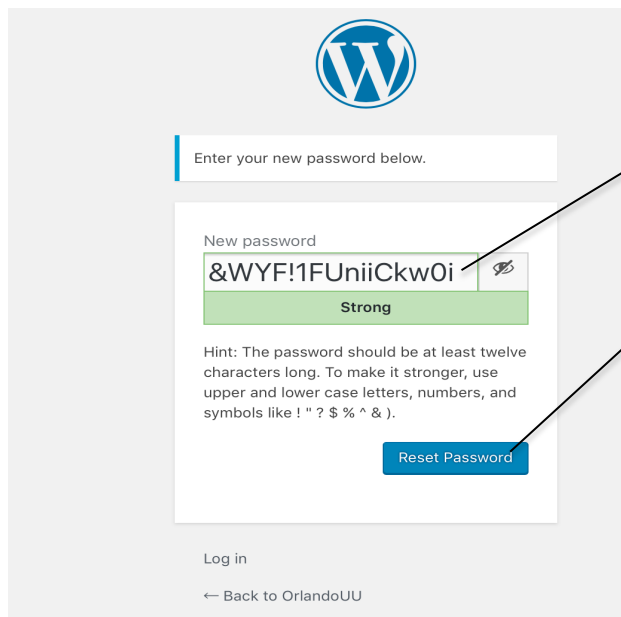 Enter your new password below.
New password
&WYF!1FUniiCkw0i
Strong
Hint: The password should be at least twelve
characters long. To make it stronger, use
upper and lower case letters, numbers, and
symbols like ! " ? $ % ^ & ).
Reset Password
Log in
← Back to OrlandoUU